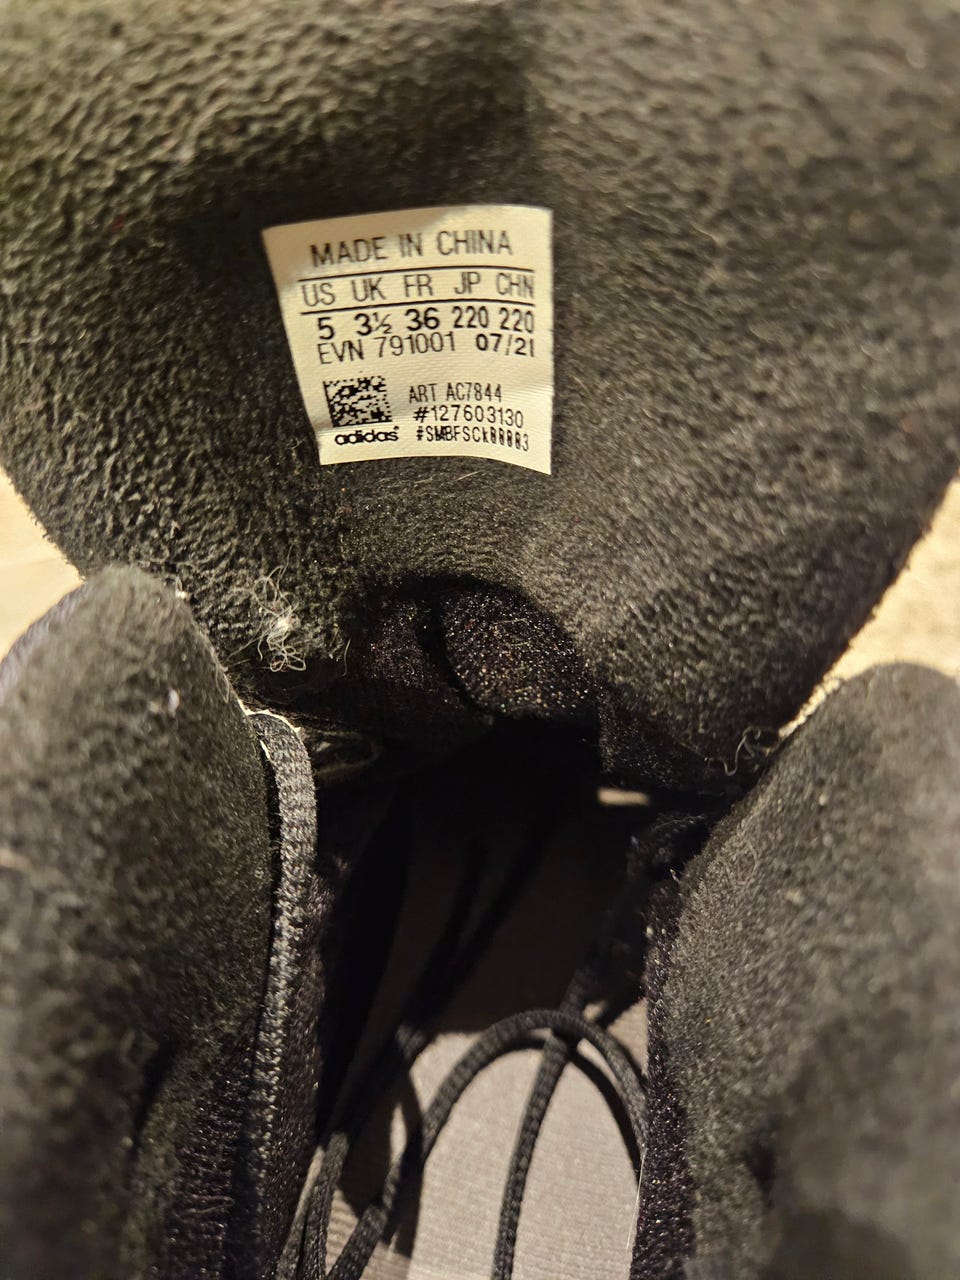 MADE IN CHINA
US UK FR JP CHN
5 3½ 36 220 220
EVN 791001 07/21
ART AC7844
#127603130
adidas